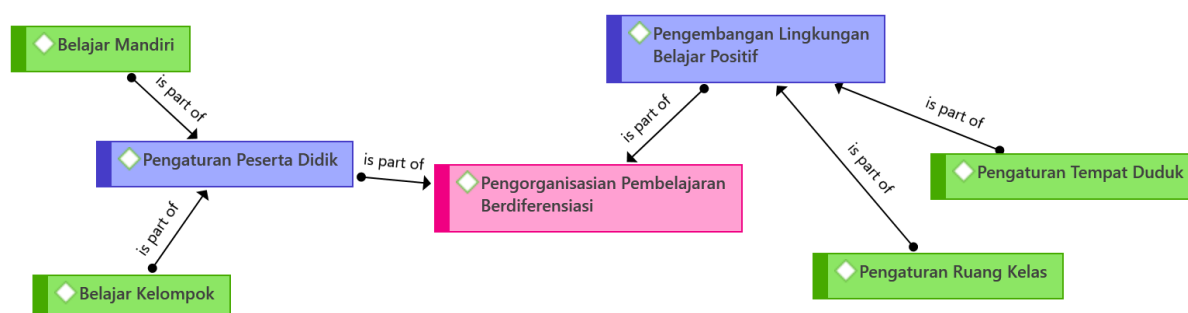 Belajar Mandiri
is part of
Pengaturan Peserta Didik
is part of
is part of
Belajar Kelompok
Pengorganisasian Pembelajaran
Berdiferensiasi
Pengembangan Lingkungan
Belajar Positif
is part of
is part of
is part of
Pengaturan Tempat Duduk
Pengaturan Ruang Kelas